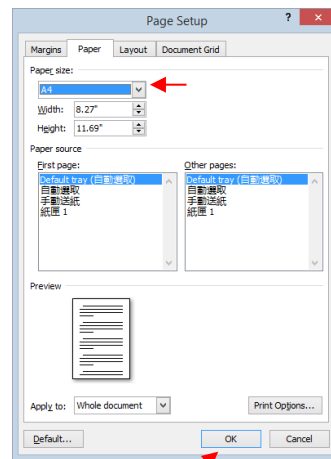 Page Setup ? ×
Margins Paper Layout Document Grid
Paper size:
A4
Width: 8.27"
Height: 11.69"
Paper source
First page: Other pages:
Default tray (自動選取) Default tray (自動選取)
自動選取 自動選取
手動送紙 手動送紙
紙匣 1 紙匣 1
Preview
Apply to: Whole document Print Options...
Default... OK Cancel